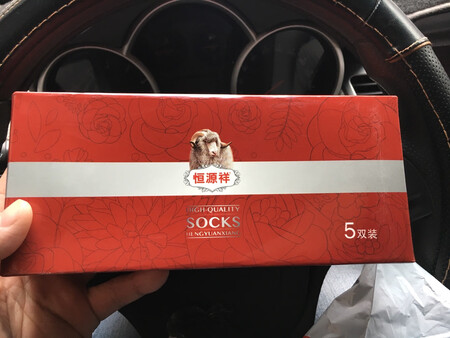 恒源祥
HIGH-QUALITY
SOCKS
HENGYUANXIANG
5双装